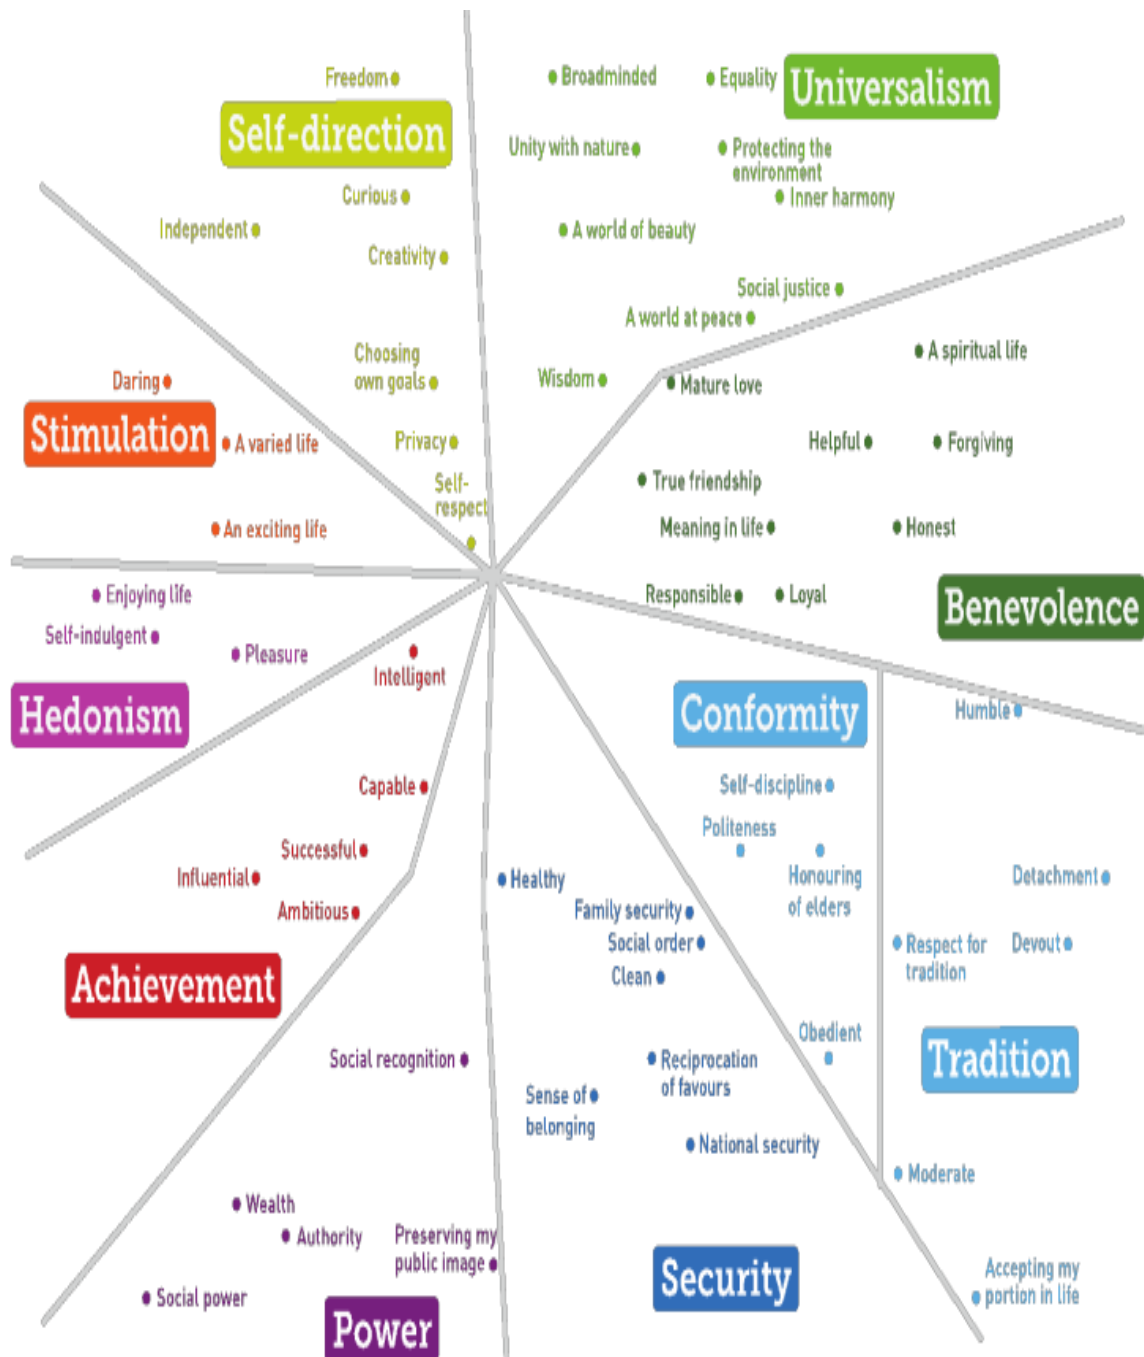 Freedom
Self-direction
Curious
Independent
Creativity
Choosing
own goals
Privacy
Self-
respect
Broadminded
Equality
Universalism
Unity with nature
Protecting the
environment
Inner harmony
A world of beauty
Social justice
A world at peace
Wisdom
A spiritual life
Mature love
Helpful
Forgiving
True friendship
Meaning in life
Honest
Responsible
Loyal
Benevolence
Daring
Stimulation
A varied life
An exciting life
Enjoying life
Self-indulgent
Pleasure
Hedonism
Intelligent
Capable
Successful
Influential
Ambitious
Achievement
Social recognition
Wealth
Authority
Preserving my
public image
Social power
Power
Healthy
Family security
Social order
Clean
Reciprocation
of favours
Sense of
belonging
National security
Security
Conformity
Self-discipline
Politeness
Honouring
of elders
Obedient
Humble
Detachment
Respect for
tradition
Devout
Tradition
Moderate
Accepting my
portion in life